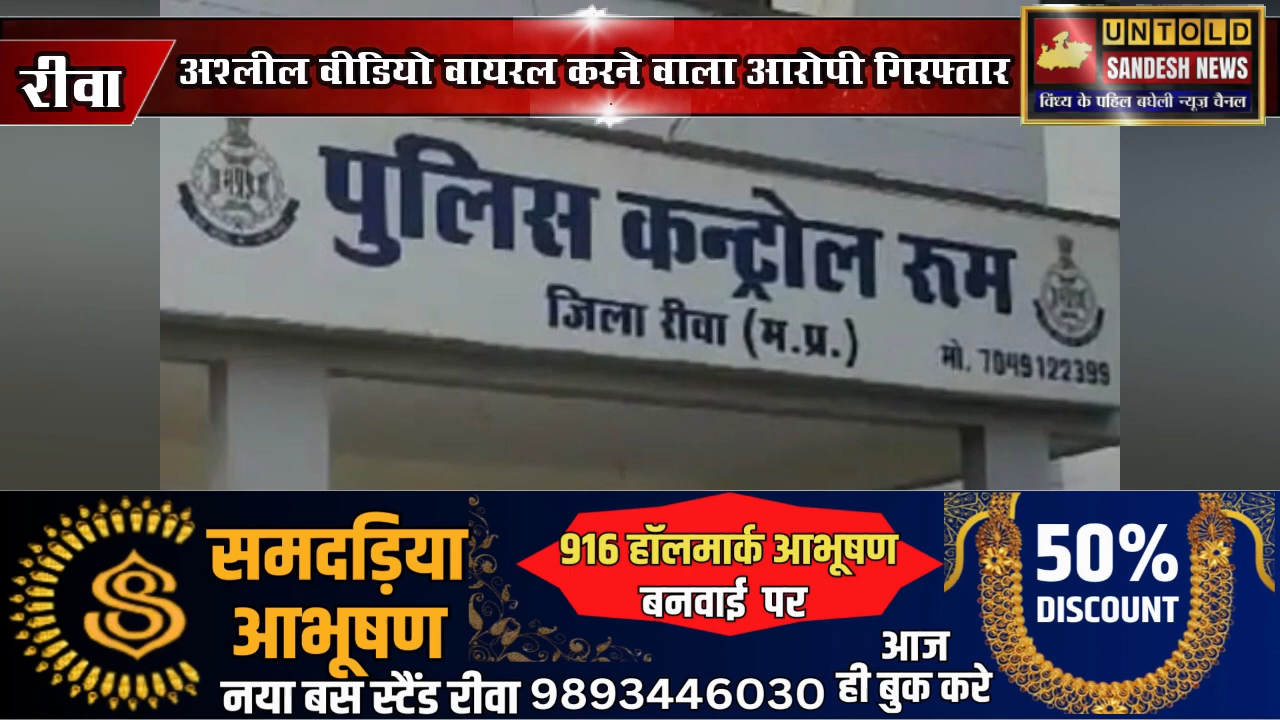 रीवा
अश्लील वीडियो वायरल करने वाला आरोपी गिरफ्तार
UNTOLD
SANDESH NEWS
विंध्य के पहिल बघेली न्यूज चैनल
पुलिस कन्ट्रोल रूम
जिला रीवा (म.प्र.)
मो. 7049122399
समदड़िया
आभूषण
916 हॉलमार्क आभूषण
बनवाई पर
50%
DISCOUNT
आज
ही बुक करे
नया बस स्टैंड रीवा 9893446030